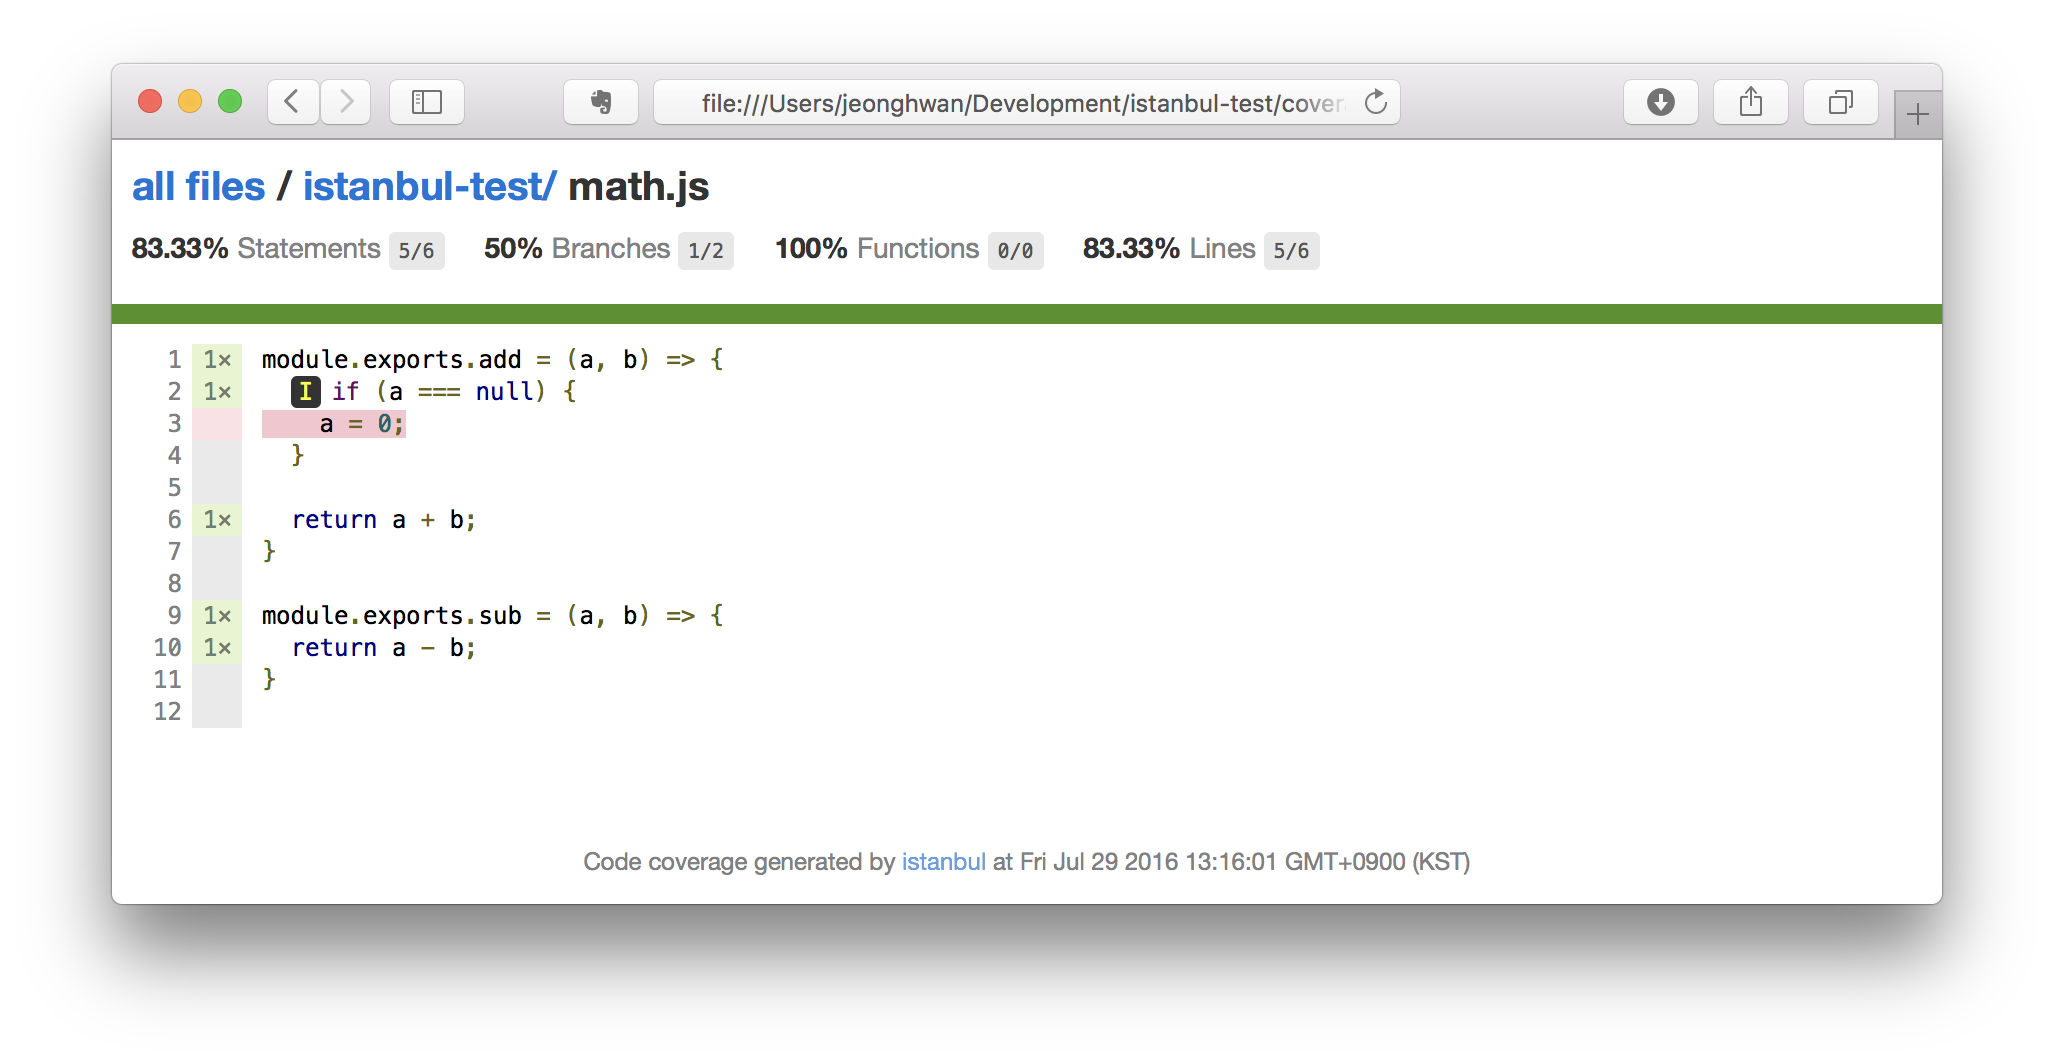 file:///Users/jeonghwan/Development/istanbul-test/cover
all files / istanbul-test/ math.js
83.33% Statements 5/6 50% Branches 1/2 100% Functions 0/0 83.33% Lines 5/6
1 1× module.exports.add = (a, b) => {
2 1× I if (a === null) {
3 a = 0;
4 }
5
6 1× return a + b;
7 }
8
9 1× module.exports.sub = (a, b) => {
10 1× return a - b;
11 }
12
Code coverage generated by istanbul at Fri Jul 29 2016 13:16:01 GMT+0900 (KST)